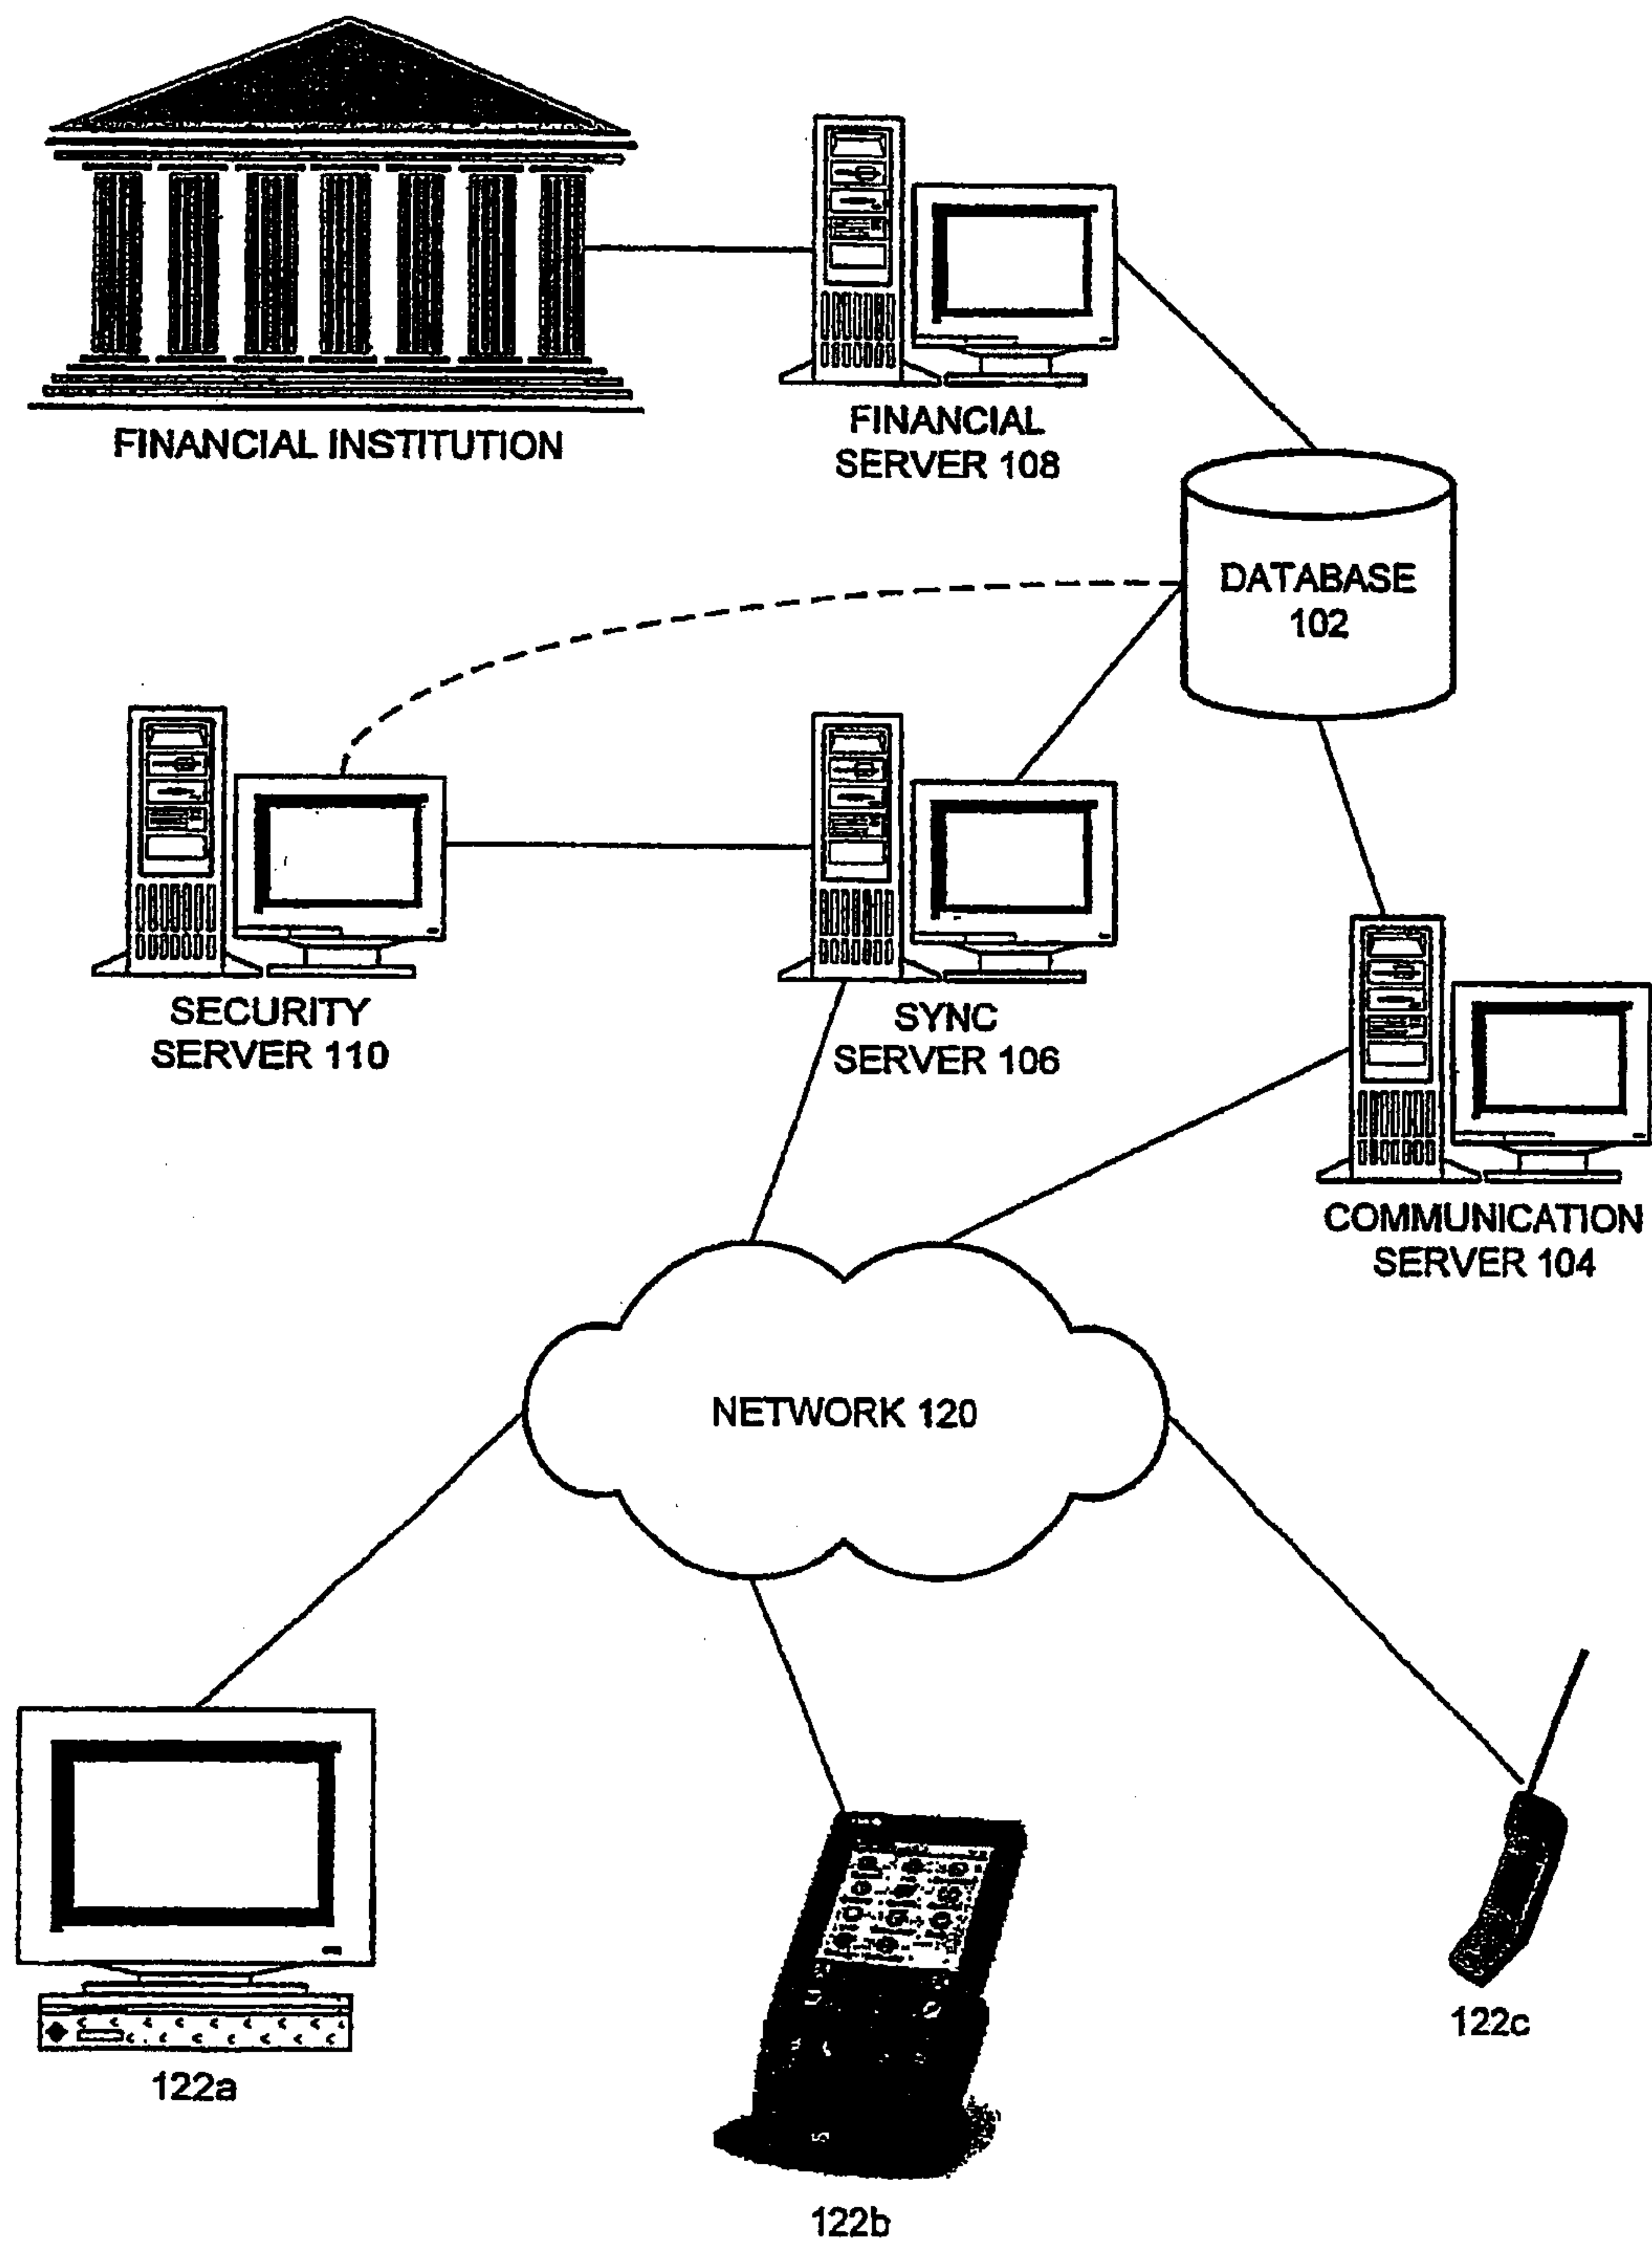 FINANCIAL INSTITUTION
FINANCIAL
SERVER 108
DATABASE
102
SECURITY
SERVER 110
SYNC
SERVER 106
COMMUNICATION
SERVER 104
NETWORK 120
122a
122b
122c